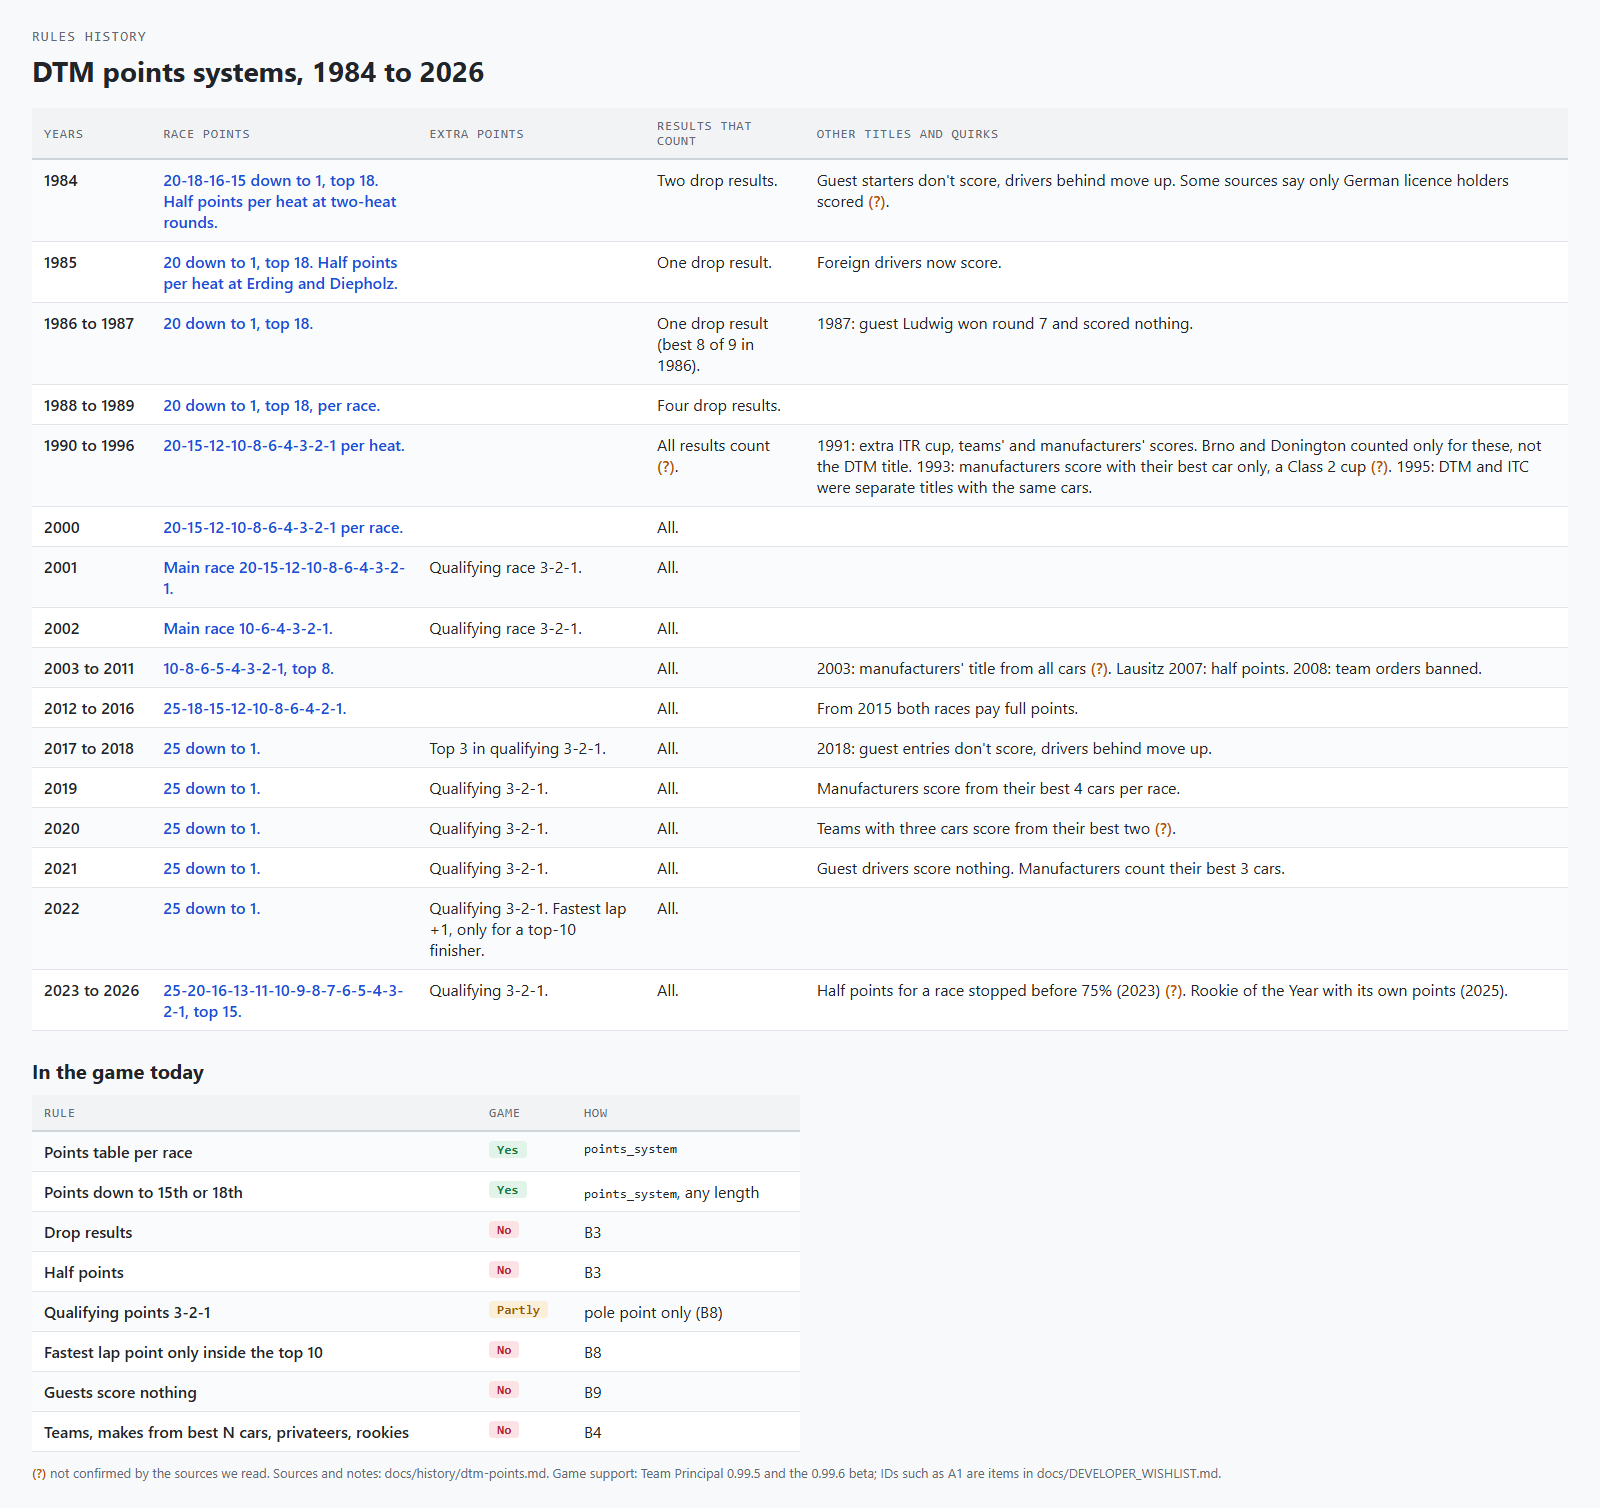 RULES HISTORY
DTM points systems, 1984 to 2026
YEARS RACE POINTS EXTRA POINTS RESULTS THAT COUNT OTHER TITLES AND QUIRKS
1984 20-18-16-15 down to 1, top 18. Half points per heat at two-heat rounds. Two drop results. Guest starters don't score, drivers behind move up. Some sources say only German licence holders scored (?).
1985 20 down to 1, top 18. Half points per heat at Erding and Diepholz. One drop result. Foreign drivers now score.
1986 to 1987 20 down to 1, top 18. One drop result (best 8 of 9 in 1986). 1987: guest Ludwig won round 7 and scored nothing.
1988 to 1989 20 down to 1, top 18, per race. Four drop results.
1990 to 1996 20-15-12-10-8-6-4-3-2-1 per heat. All results count (?). 1991: extra ITR cup, teams' and manufacturers' scores. Brno and Donington counted only for these, not the DTM title. 1993: manufacturers score with their best car only, a Class 2 cup (?). 1995: DTM and ITC were separate titles with the same cars.
2000 20-15-12-10-8-6-4-3-2-1 per race. All.
2001 Main race 20-15-12-10-8-6-4-3-2-1. Qualifying race 3-2-1. All.
2002 Main race 10-6-4-3-2-1. Qualifying race 3-2-1. All.
2003 to 2011 10-8-6-5-4-3-2-1, top 8. All. 2003: manufacturers' title from all cars (?). Lausitz 2007: half points. 2008: team orders banned.
2012 to 2016 25-18-15-12-10-8-6-4-2-1. All. From 2015 both races pay full points.
2017 to 2018 25 down to 1. Top 3 in qualifying 3-2-1. All. 2018: guest entries don't score, drivers behind move up.
2019 25 down to 1. Qualifying 3-2-1. All. Manufacturers score from their best 4 cars per race.
2020 25 down to 1. Qualifying 3-2-1. All. Teams with three cars score from their best two (?).
2021 25 down to 1. Qualifying 3-2-1. All. Guest drivers score nothing. Manufacturers count their best 3 cars.
2022 25 down to 1. Qualifying 3-2-1. Fastest lap +1, only for a top-10 finisher. All.
2023 to 2026 25-20-16-13-11-10-9-8-7-6-5-4-3-2-1, top 15. Qualifying 3-2-1. All. Half points for a race stopped before 75% (2023) (?). Rookie of the Year with its own points (2025).
In the game today
RULE GAME HOW
Points table per race Yes points_system
Points down to 15th or 18th Yes points_system, any length
Drop results No B3
Half points No B3
Qualifying points 3-2-1 Partly pole point only (B8)
Fastest lap point only inside the top 10 No B8
Guests score nothing No B9
Teams, makes from best N cars, privateers, rookies No B4
(?) not confirmed by the sources we read. Sources and notes: docs/history/dtm-points.md. Game support: Team Principal 0.99.5 and the 0.99.6 beta; IDs such as A1 are items in docs/DEVELOPER_WISHLIST.md.